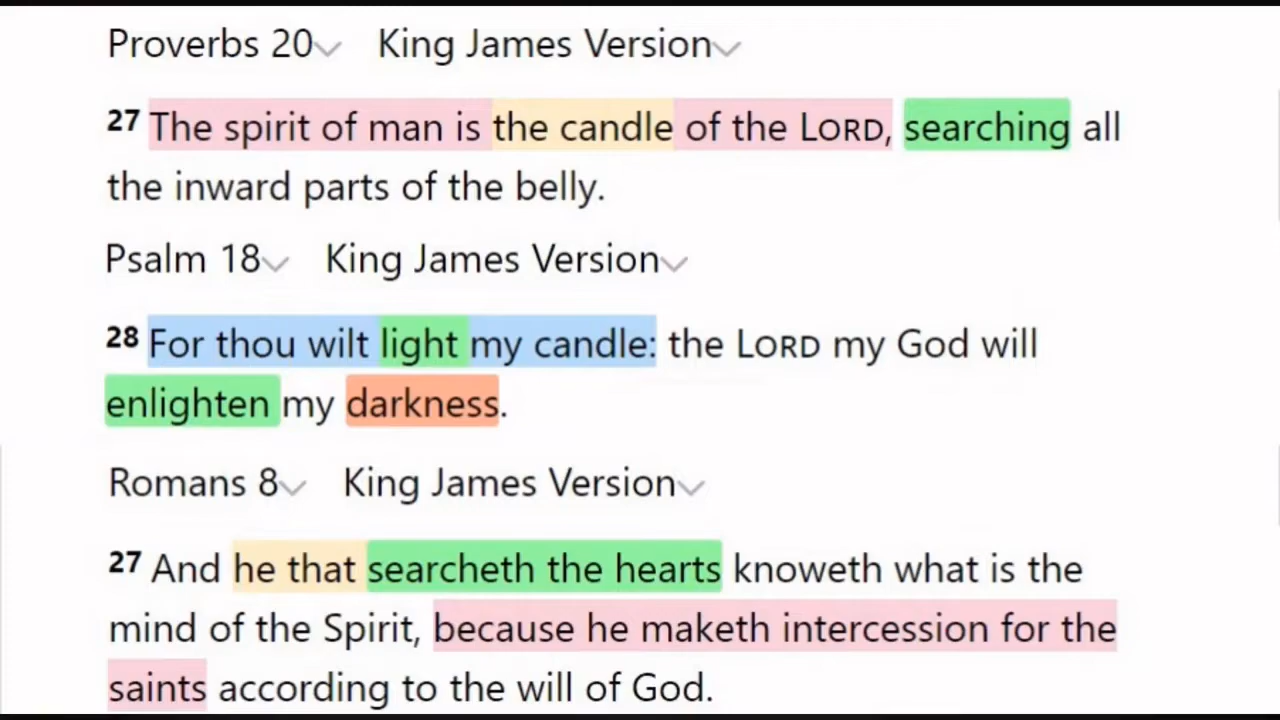 Proverbs 20 King James Version
27 The spirit of man is the candle of the LORD, searching all
the inward parts of the belly.
Psalm 18 King James Version
28 For thou wilt light my candle: the LORD my God will
enlighten my darkness.
Romans 8 King James Version
27 And he that searcheth the hearts knoweth what is the
mind of the Spirit, because he maketh intercession for the
saints according to the will of God.